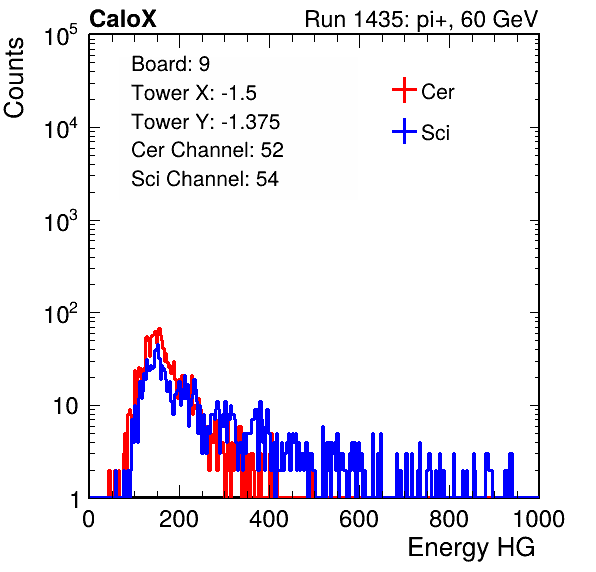 CaloX Run 1435: pi+, 60 GeV
Counts
10^5
10^4
10^3
10^2
10
1
Board: 9
Tower X: -1.5
Tower Y: -1.375
Cer Channel: 52
Sci Channel: 54
Cer
Sci
0 200 400 600 800 1000
Energy HG